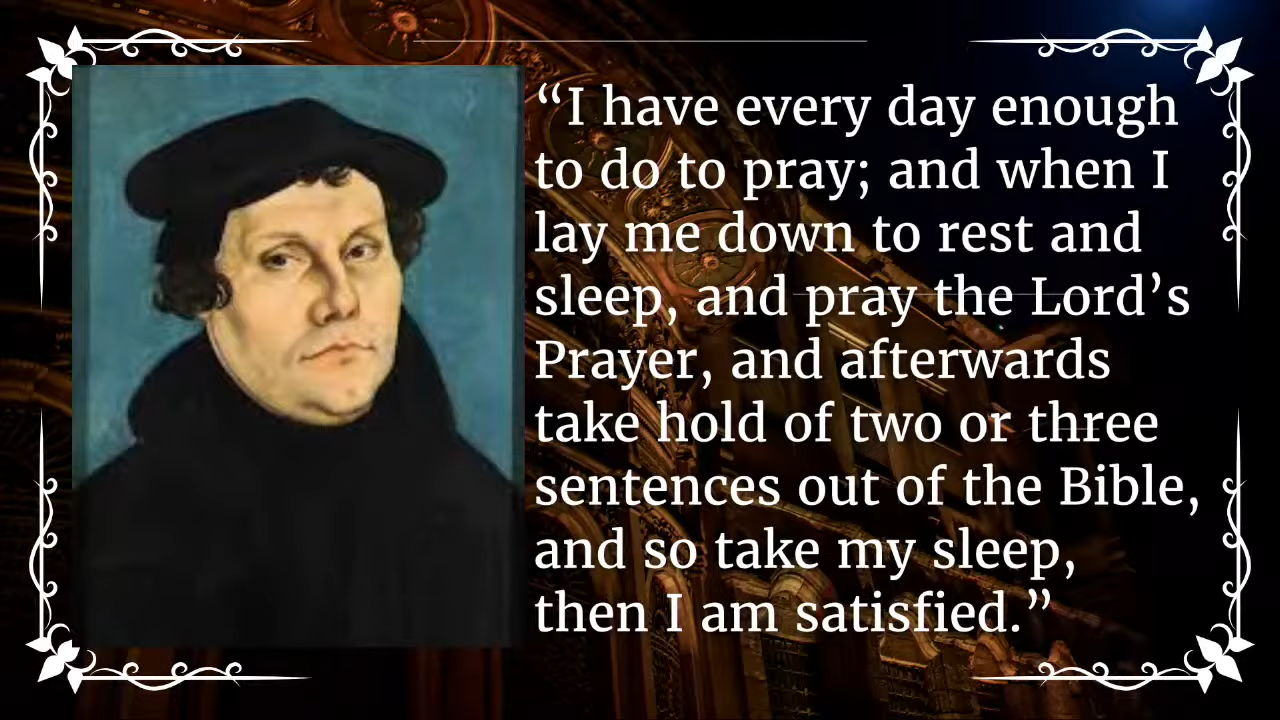 “I have every day enough
to do to pray; and when I
lay me down to rest and
sleep, and pray the Lord’s
Prayer, and afterwards
take hold of two or three
sentences out of the Bible,
and so take my sleep,
then I am satisfied.”